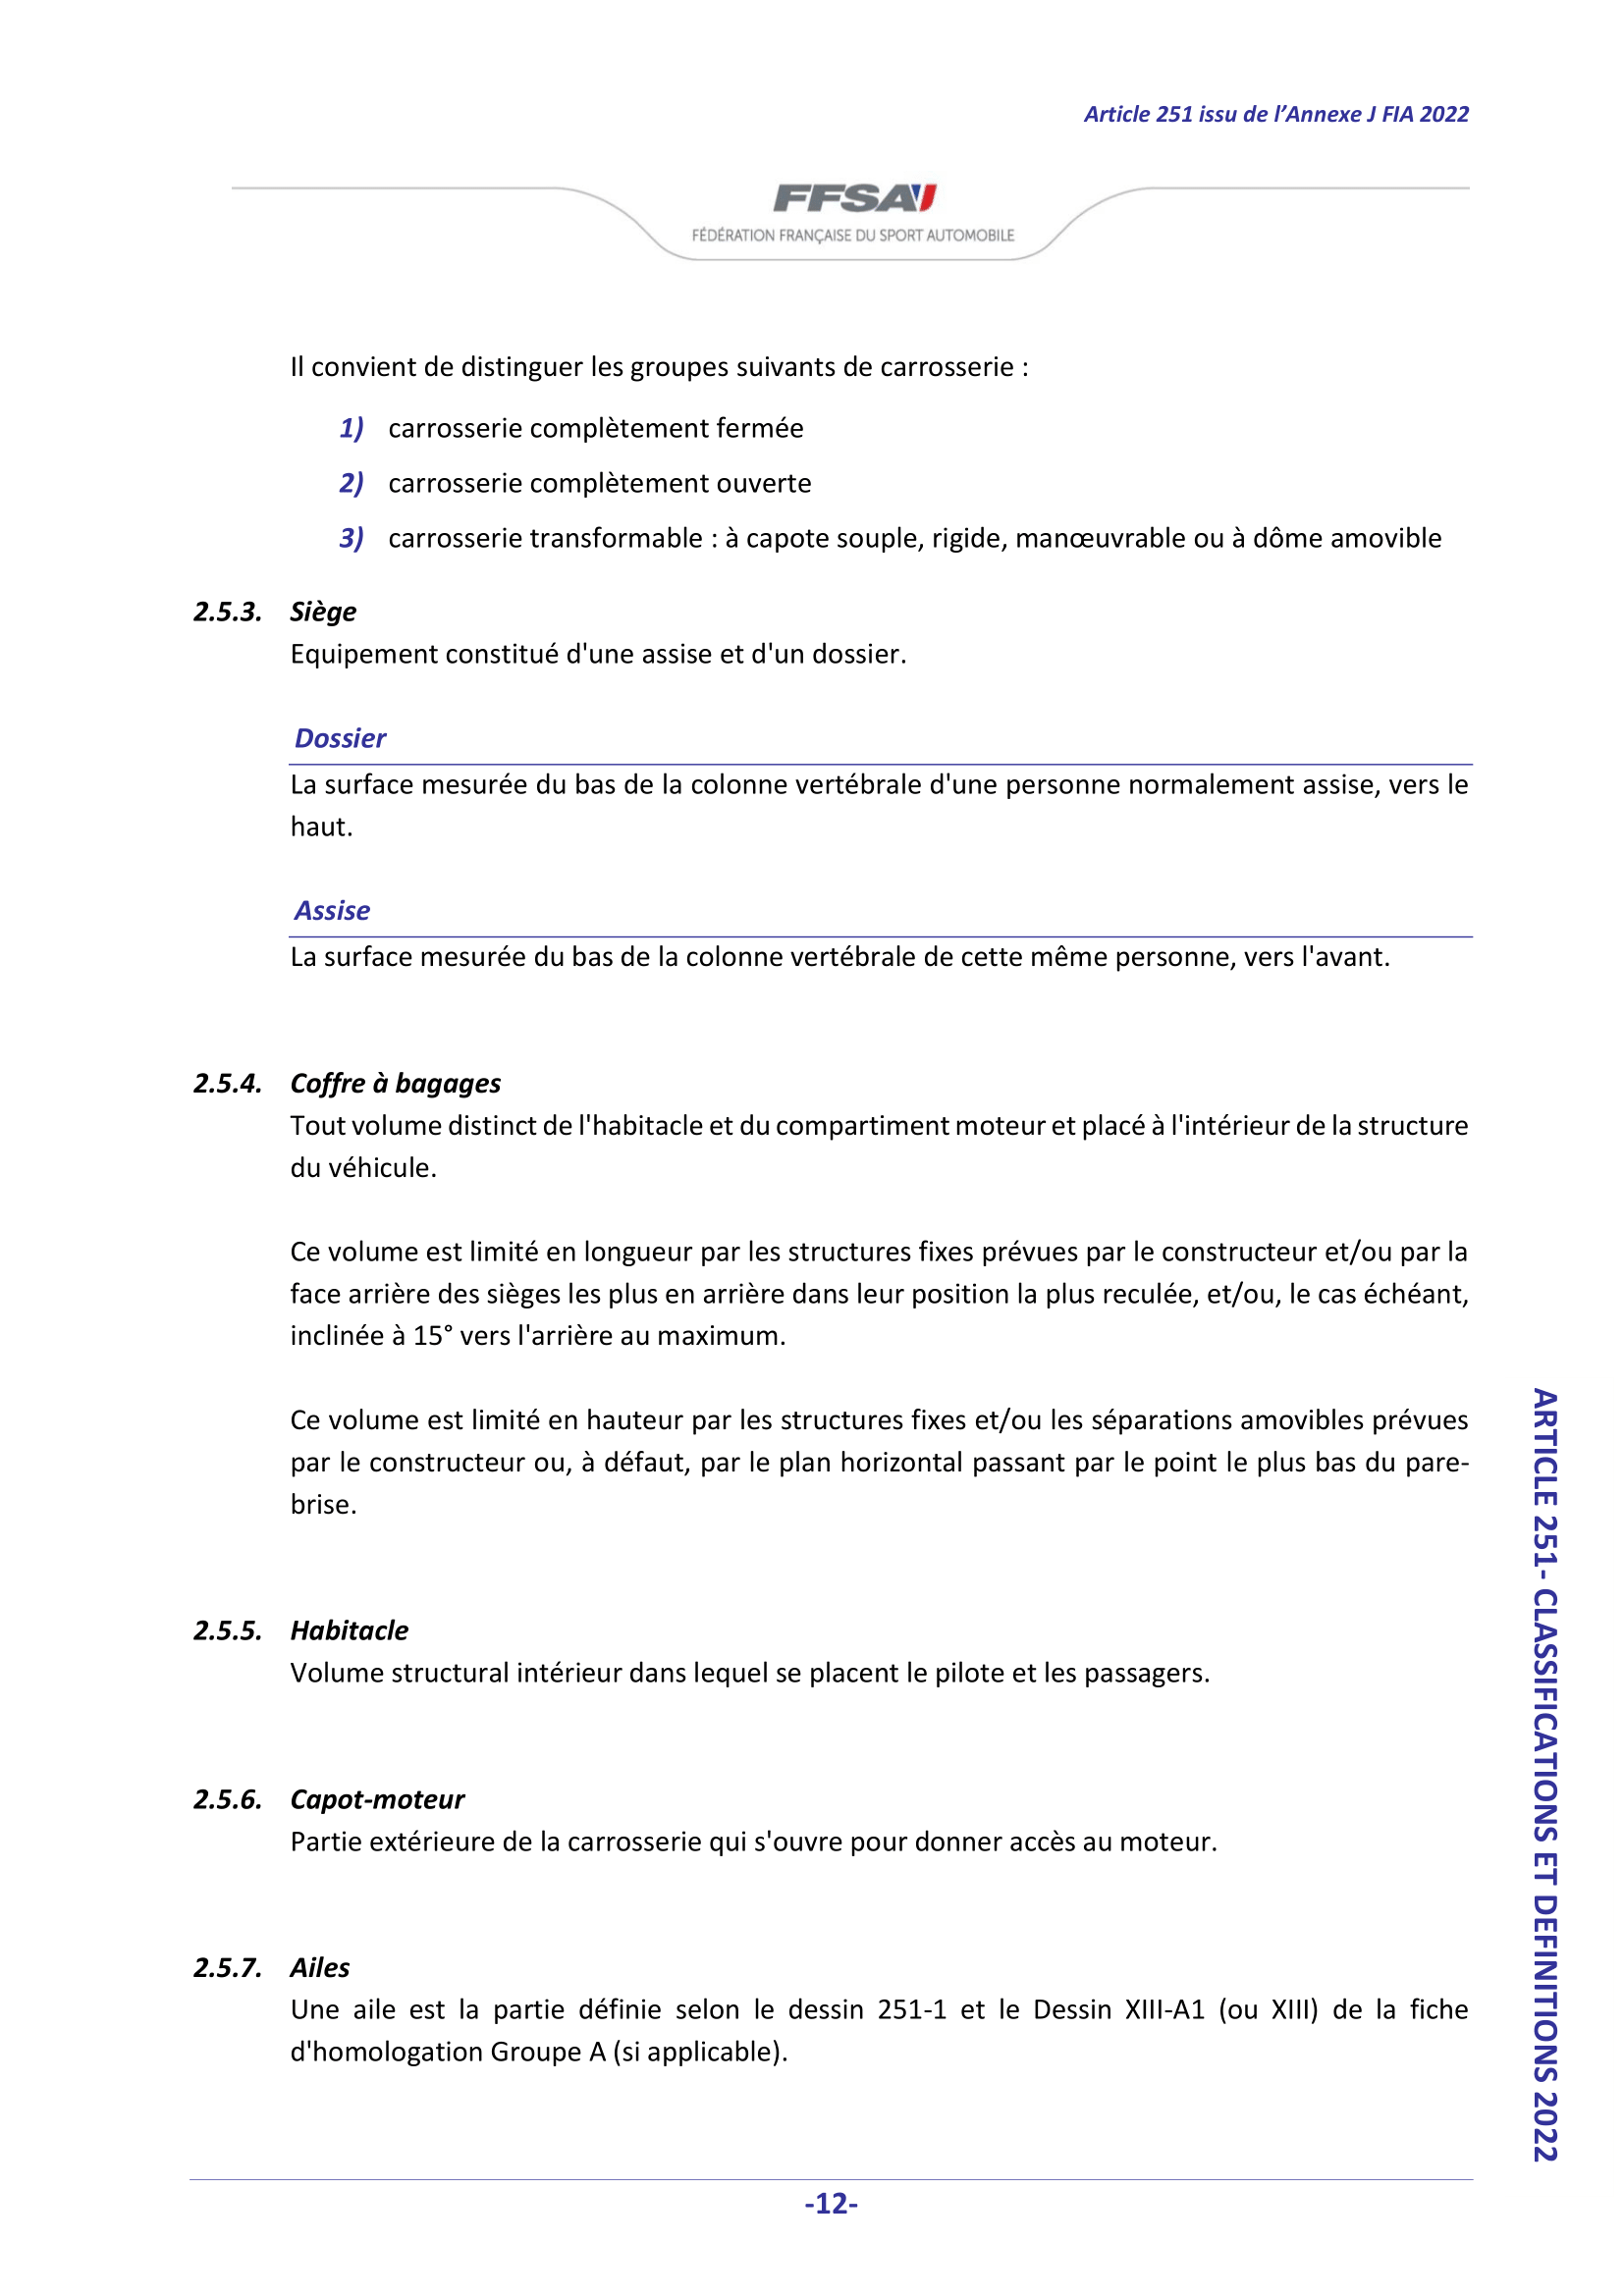 Article 251 issu de l’Annexe J FIA 2022
FFSA
FÉDÉRATION FRANÇAISE DU SPORT AUTOMOBILE
Il convient de distinguer les groupes suivants de carrosserie :
1) carrosserie complètement fermée
2) carrosserie complètement ouverte
3) carrosserie transformable : à capote souple, rigide, manœuvrable ou à dôme amovible
2.5.3. Siège
Equipement constitué d'une assise et d'un dossier.
Dossier
La surface mesurée du bas de la colonne vertébrale d'une personne normalement assise, vers le
haut.
Assise
La surface mesurée du bas de la colonne vertébrale de cette même personne, vers l'avant.
2.5.4. Coffre à bagages
Tout volume distinct de l'habitacle et du compartiment moteur et placé à l'intérieur de la structure
du véhicule.
Ce volume est limité en longueur par les structures fixes prévues par le constructeur et/ou par la
face arrière des sièges les plus en arrière dans leur position la plus reculée, et/ou, le cas échéant,
inclinée à 15° vers l'arrière au maximum.
Ce volume est limité en hauteur par les structures fixes et/ou les séparations amovibles prévues
par le constructeur ou, à défaut, par le plan horizontal passant par le point le plus bas du pare-
brise.
2.5.5. Habitacle
Volume structural intérieur dans lequel se placent le pilote et les passagers.
2.5.6. Capot-moteur
Partie extérieure de la carrosserie qui s'ouvre pour donner accès au moteur.
2.5.7. Ailes
Une aile est la partie définie selon le dessin 251-1 et le Dessin XIII-A1 (ou XIII) de la fiche
d'homologation Groupe A (si applicable).
ARTICLE 251- CLASSIFICATIONS ET DEFINITIONS 2022
-12-